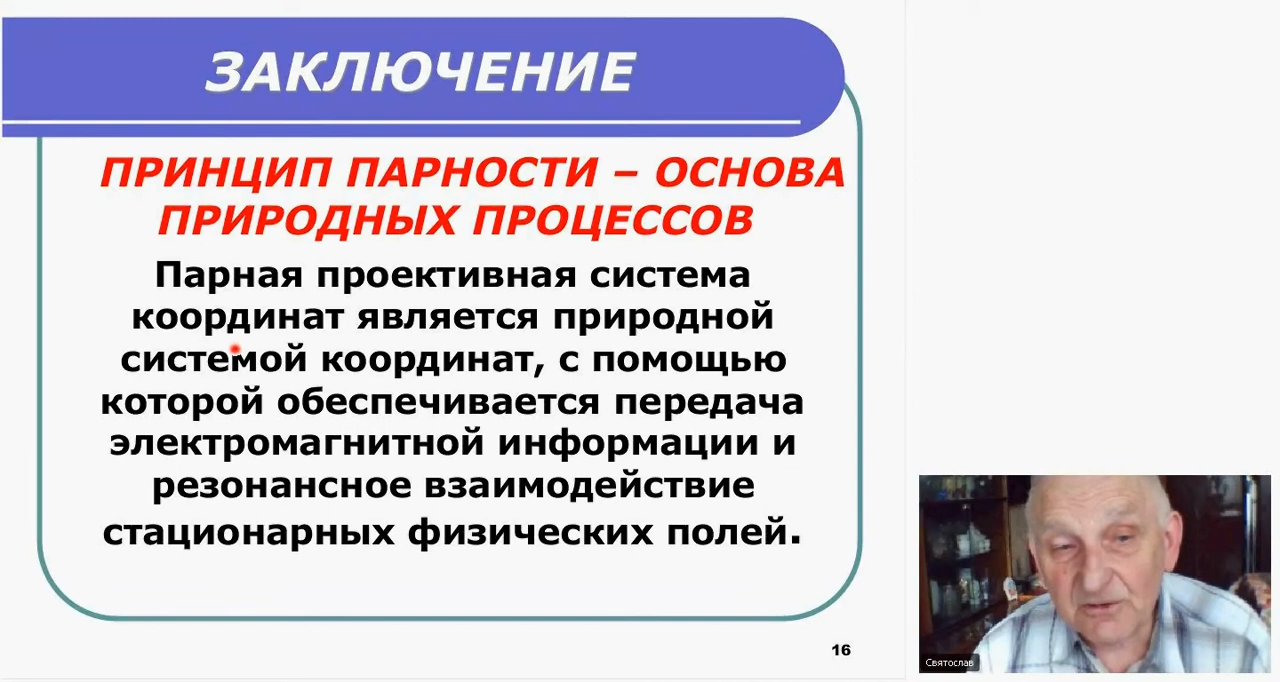 ЗАКЛЮЧЕНИЕ
ПРИНЦИП ПАРНОСТИ – ОСНОВА
ПРИРОДНЫХ ПРОЦЕССОВ
Парная проективная система
координат является природной
системой координат, с помощью
которой обеспечивается передача
электромагнитной информации и
резонансное взаимодействие
стационарных физических полей.
16
Святослав